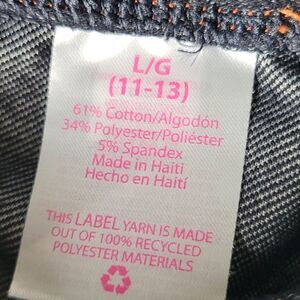 L/G
(11-13)
61% Cotton/Algodón
34% Polyester/Poliéster
5% Spandex
Made in Haiti
Hecho en Haití
THIS LABEL YARN IS MADE
OUT OF 100% RECYCLED
POLYESTER MATERIALS